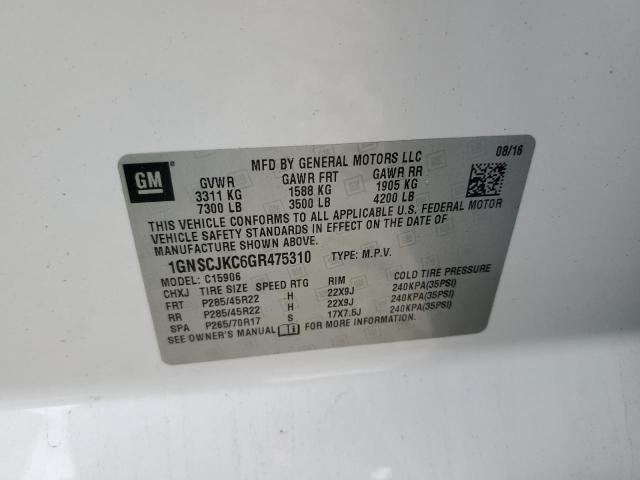 GM
MFD BY GENERAL MOTORS LLC 08/16
GVWR GAWR FRT GAWR RR
3311 KG 1588 KG 1905 KG
7300 LB 3500 LB 4200 LB
THIS VEHICLE CONFORMS TO ALL APPLICABLE U.S. FEDERAL MOTOR
VEHICLE SAFETY STANDARDS IN EFFECT ON THE DATE OF
MANUFACTURE SHOWN ABOVE.
1GNSCJKC6GR475310 TYPE: M.P.V.
MODEL: C15906
CHXJ TIRE SIZE SPEED RTG RIM COLD TIRE PRESSURE
FRT P285/45R22 H 22X9J 240KPA(35PSI)
RR P285/45R22 H 22X9J 240KPA(35PSI)
SPA P265/70R17 S 17X7.5J 240KPA(35PSI)
SEE OWNER'S MANUAL FOR MORE INFORMATION.